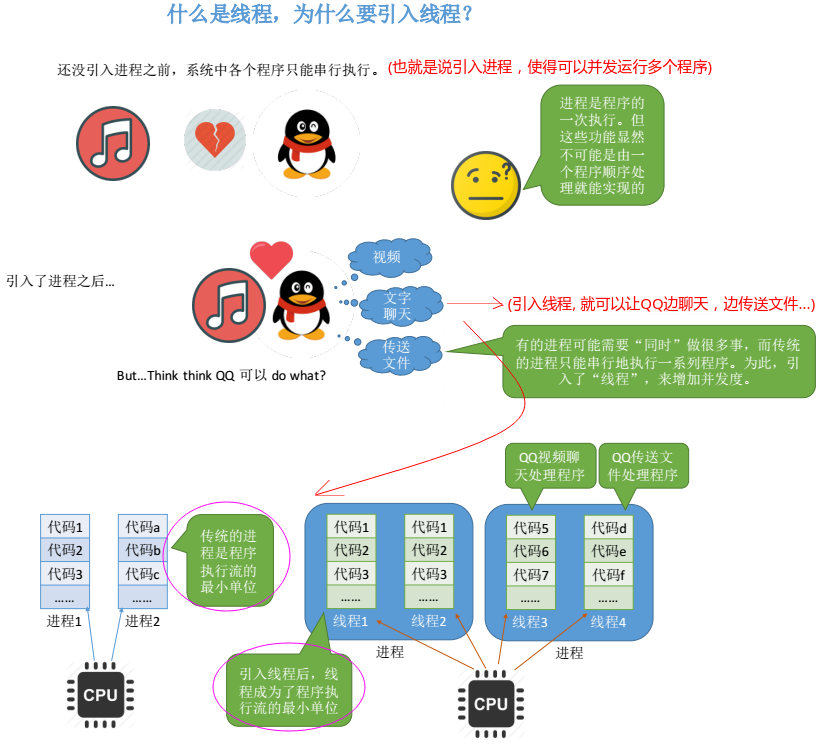 什么是线程，为什么要引入线程？
还没引入进程之前，系统中各个程序只能串行执行。(也就是说引入进程，使得可以并发运行多个程序)
进程是程序的
一次执行。但
这些功能显然
不可能是由一
个程序顺序处
理就能实现的
引入了进程之后…
视频
文字
聊天
传送
文件
(引入线程, 就可以让QQ边聊天，边传送文件...)
有的进程可能需要“同时”做很多事，而传统
的进程只能串行地执行一系列程序。为此，引
入了“线程”，来增加并发度。
But…Think think QQ 可以 do what?
QQ视频聊
天处理程序
QQ传送文
件处理程序
代码1
代码2
代码3
……
进程1
代码a
代码b
代码c
……
进程2
传统的进
程是程序
执行流的
最小单位
代码1
代码2
代码3
……
线程1
代码1
代码2
代码3
……
线程2
进程
代码5
代码6
代码7
……
线程3
代码d
代码e
代码f
……
线程4
进程
引入线程后，线
程成为了程序执
行流的最小单位
CPU
CPU